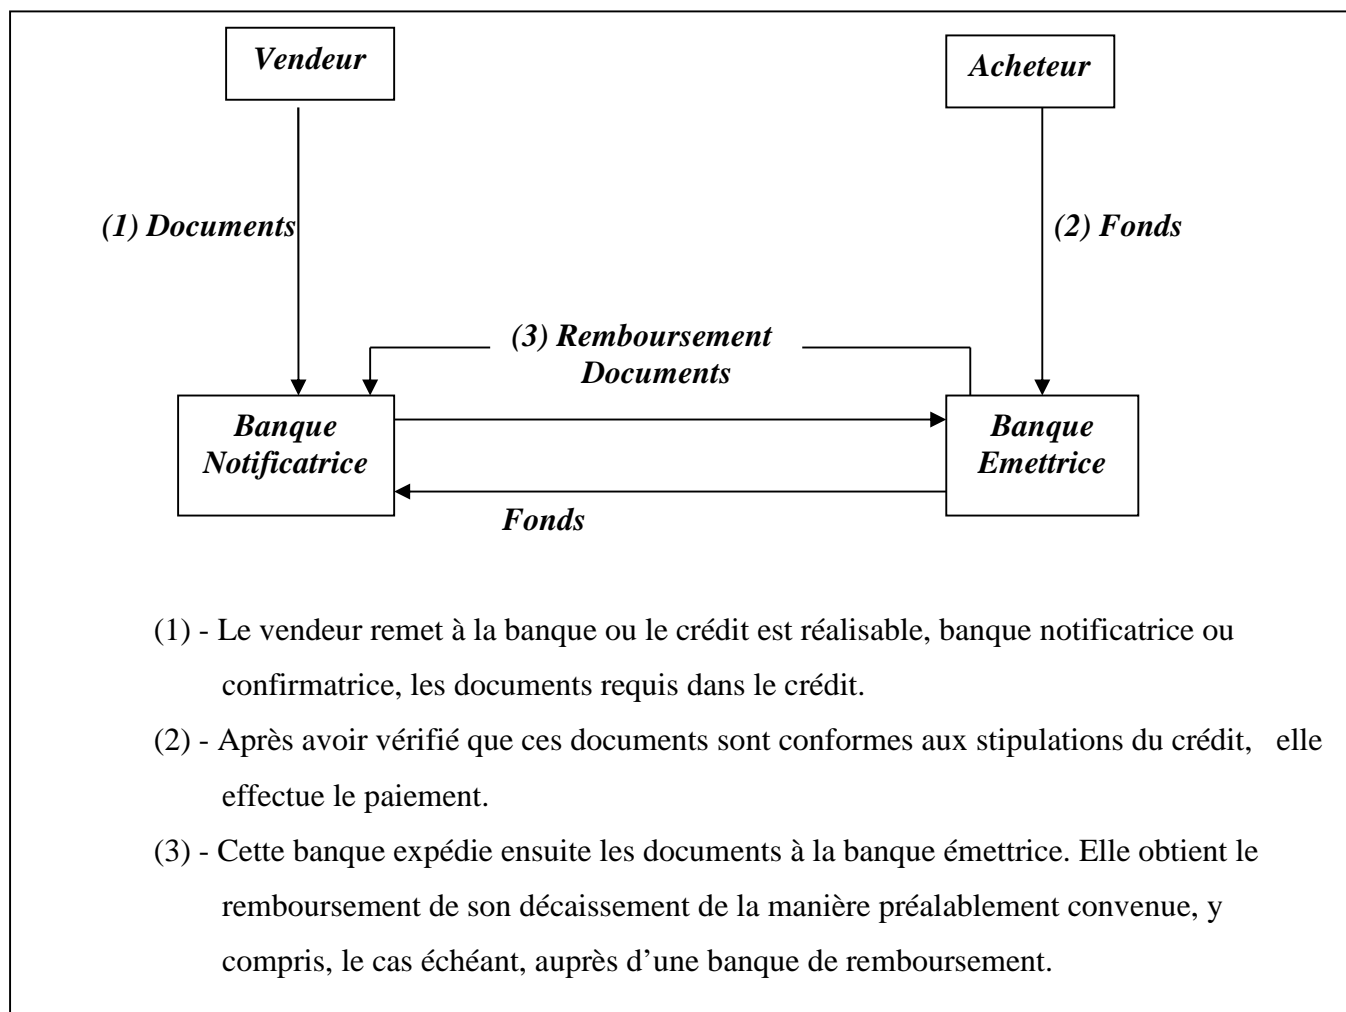 Vendeur
Acheteur
(1) Documents
(2) Fonds
(3) Remboursement
Documents
Banque
Notificatrice
Banque
Emettrice
Fonds
(1) - Le vendeur remet à la banque ou le crédit est réalisable, banque notificatrice ou
confirmatrice, les documents requis dans le crédit.
(2) - Après avoir vérifié que ces documents sont conformes aux stipulations du crédit, elle
effectue le paiement.
(3) - Cette banque expédie ensuite les documents à la banque émettrice. Elle obtient le
remboursement de son décaissement de la manière préalablement convenue, y
compris, le cas échéant, auprès d’une banque de remboursement.